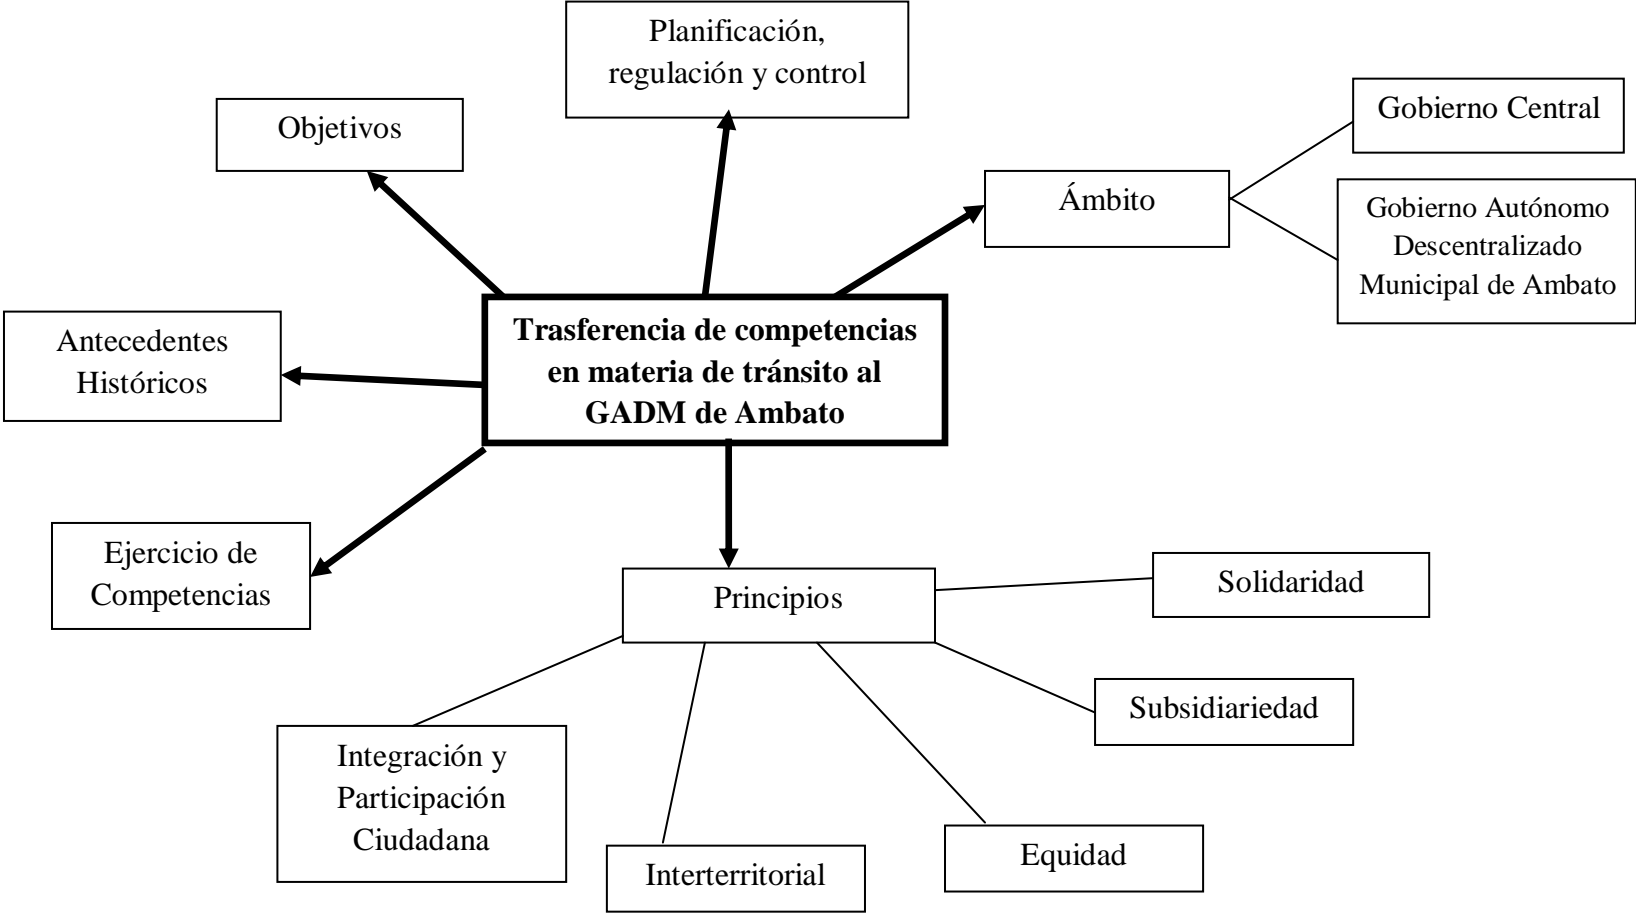 Planificación,
regulación y control
Objetivos
Gobierno Central
Ámbito
Gobierno Autónomo
Descentralizado
Municipal de Ambato
Antecedentes
Históricos
Trasferencia de competencias
en materia de tránsito al
GADM de Ambato
Ejercicio de
Competencias
Principios
Solidaridad
Subsidiariedad
Integración y
Participación
Ciudadana
Interterritorial
Equidad